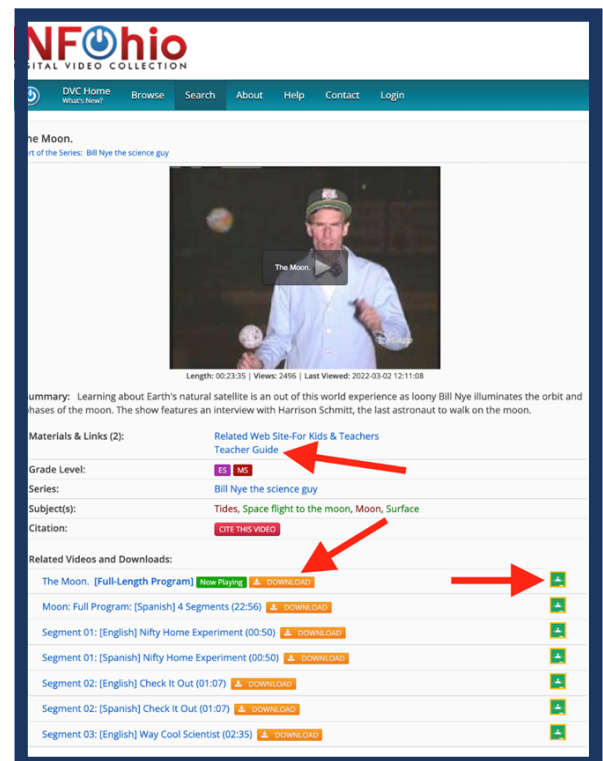 NFOhio
GITAL VIDEO COLLECTION
DVC Home
What's New?
Browse Search About Help Contact Login
he Moon.
rt of the Series: Bill Nye the science guy
The Moon.
Length: 00:23:35 | Views: 2496 | Last Viewed: 2022-03-02 12:11:08
ummary: Learning about Earth's natural satellite is an out of this world experience as loony Bill Nye illuminates the orbit and
phases of the moon. The show features an interview with Harrison Schmitt, the last astronaut to walk on the moon.
Materials & Links (2): Related Web Site-For Kids & Teachers
Teacher Guide
Grade Level: ES MS
Series: Bill Nye the science guy
Subject(s): Tides, Space flight to the moon, Moon, Surface
Citation: CITE THIS VIDEO
Related Videos and Downloads:
The Moon. [Full-Length Program] Now Playing DOWNLOAD
Moon: Full Program: [Spanish] 4 Segments (22:56) DOWNLOAD
Segment 01: [English] Nifty Home Experiment (00:50) DOWNLOAD
Segment 01: [Spanish] Nifty Home Experiment (00:50) DOWNLOAD
Segment 02: [English] Check It Out (01:07) DOWNLOAD
Segment 02: [Spanish] Check It Out (01:07) DOWNLOAD
Segment 03: [English] Way Cool Scientist (02:35) DOWNLOAD